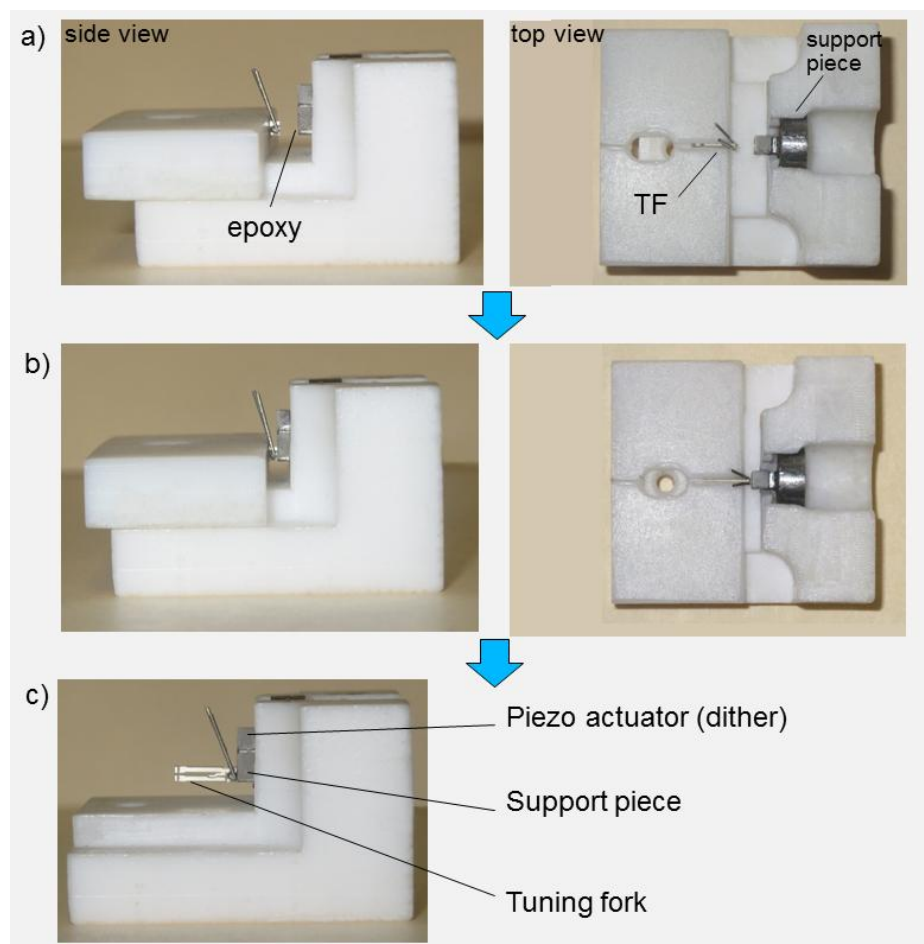 a)
side view
top view
support
piece
epoxy
TF
b)
c)
Piezo actuator (dither)
Support piece
Tuning fork